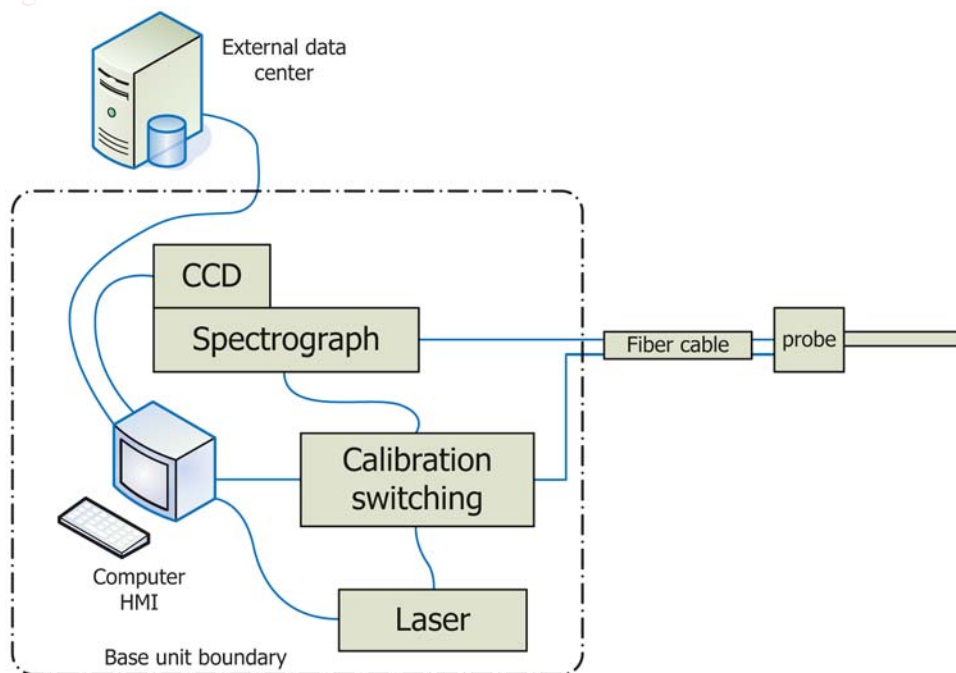 External data
center
CCD
Spectrograph
Fiber cable
probe
Calibration
switching
Computer
HMI
Laser
Base unit boundary